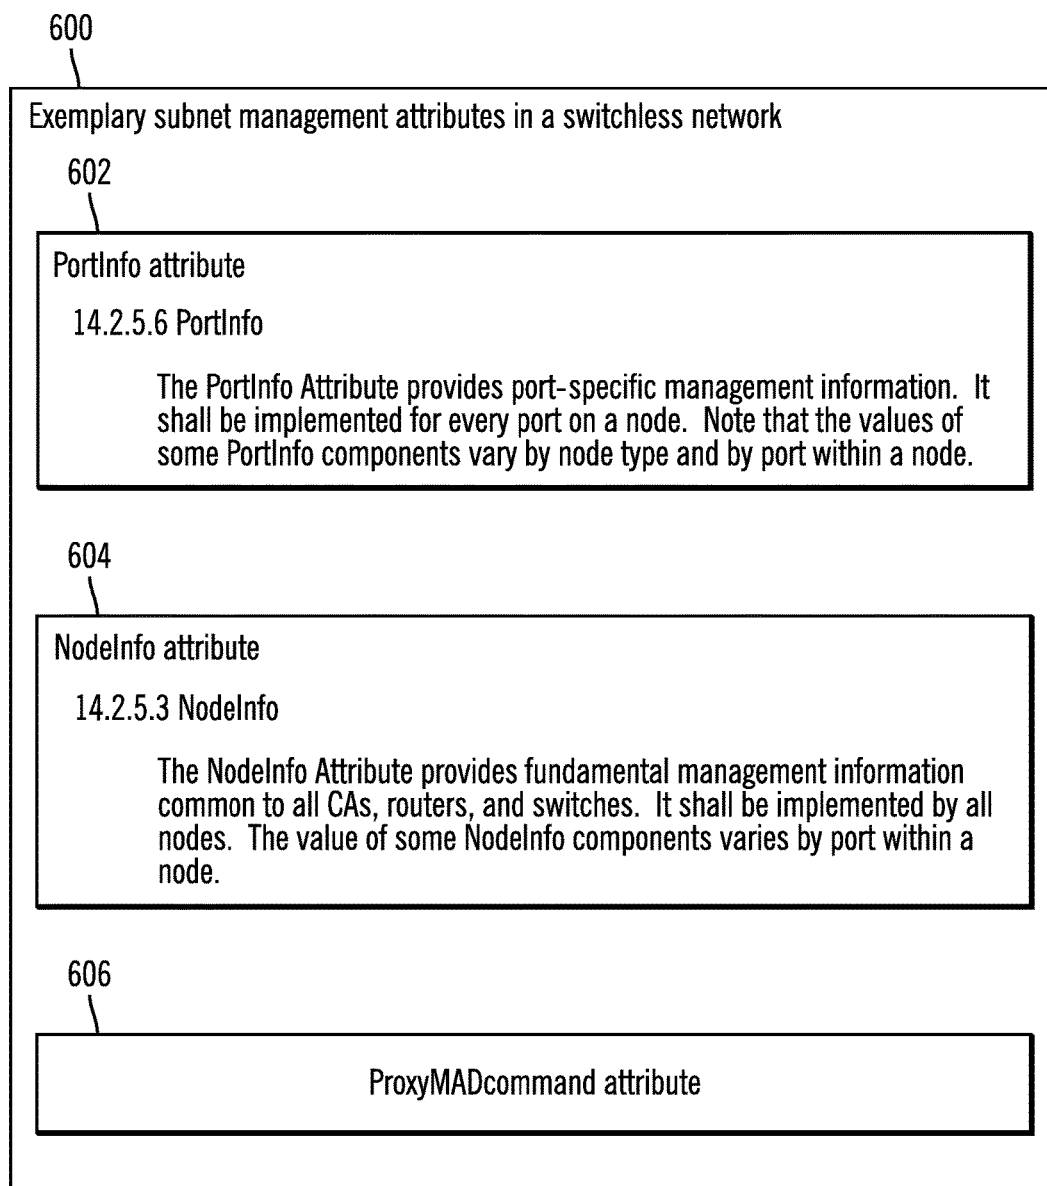 600
Exemplary subnet management attributes in a switchless network
602
PortInfo attribute
14.2.5.6 PortInfo
The PortInfo Attribute provides port-specific management information.  It
shall be implemented for every port on a node.  Note that the values of
some PortInfo components vary by node type and by port within a node.
604
NodeInfo attribute
14.2.5.3 NodeInfo
The NodeInfo Attribute provides fundamental management information
common to all CAs, routers, and switches.  It shall be implemented by all
nodes.  The value of some NodeInfo components varies by port within a
node.
606
ProxyMADcommand attribute